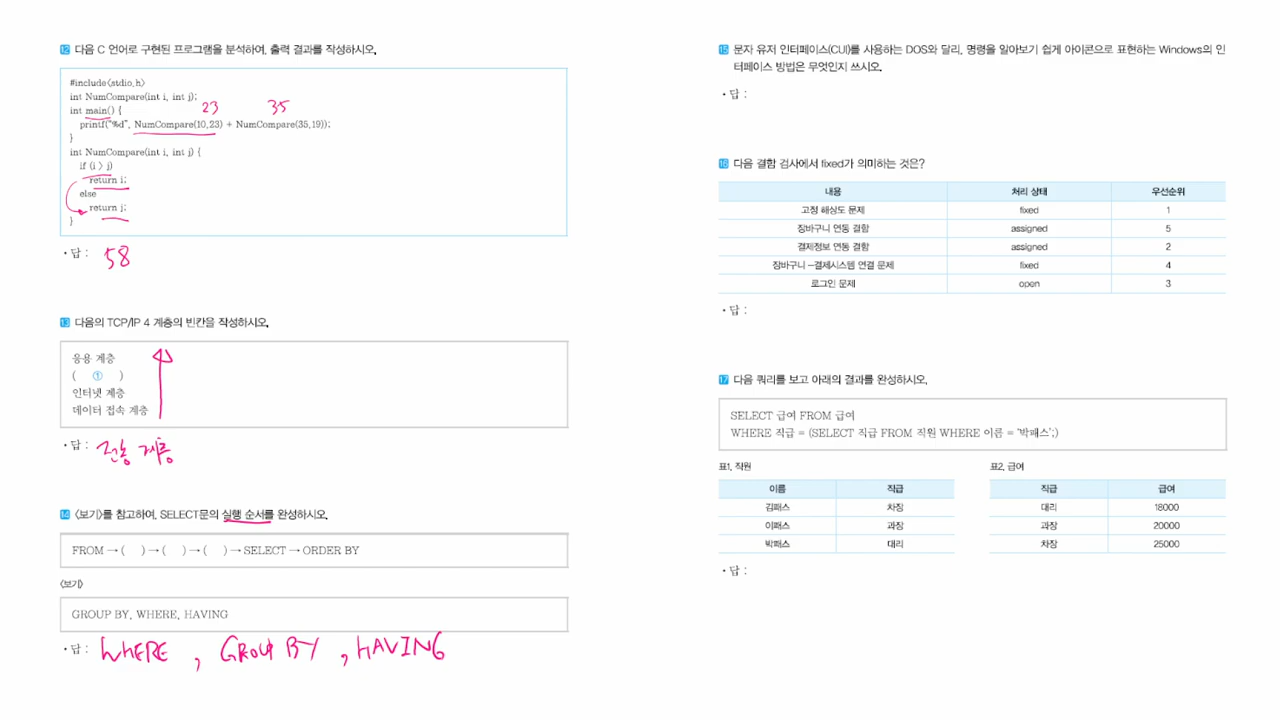 12 다음 C 언어로 구현된 프로그램을 분석하여, 출력 결과를 작성하시오.
#include<stdio.h>
int NumCompare(int i, int j);
int main() {
23 35
printf("%d", NumCompare(10,23) + NumCompare(35,19));
}
int NumCompare(int i, int j) {
if (i > j)
return i;
else
return j;
}
• 답 : 58
13 다음의 TCP/IP 4 계층의 빈칸을 작성하시오.
응용 계층
( ① )
인터넷 계층
데이터 접속 계층
• 답 : 전송 계층
14 <보기>를 참고하여, SELECT문의 실행 순서를 완성하시오.
FROM → ( ) → ( ) → ( ) → SELECT → ORDER BY
<보기>
GROUP BY, WHERE, HAVING
• 답 : WHERE , GROUP BY , HAVING
15 문자 유저 인터페이스(CUI)를 사용하는 DOS와 달리, 명령을 알아보기 쉽게 아이콘으로 표현하는 Windows의 인
터페이스 방법은 무엇인지 쓰시오.
• 답 :
16 다음 결함 검사에서 fixed가 의미하는 것은?
내용 처리 상태 우선순위
고정 해상도 문제 fixed 1
장바구니 연동 결함 assigned 5
결제정보 연동 결함 assigned 2
장바구니-결제시스템 연결 문제 fixed 4
로그인 문제 open 3
• 답 :
17 다음 쿼리를 보고 아래의 결과를 완성하시오.
SELECT 급여 FROM 급여
WHERE 직급 = (SELECT 직급 FROM 직원 WHERE 이름 = '박패스';)
표1. 직원 표2. 급여
이름 직급 직급 급여
김패스 차장 대리 18000
이패스 과장 과장 20000
박패스 대리 차장 25000
• 답 :